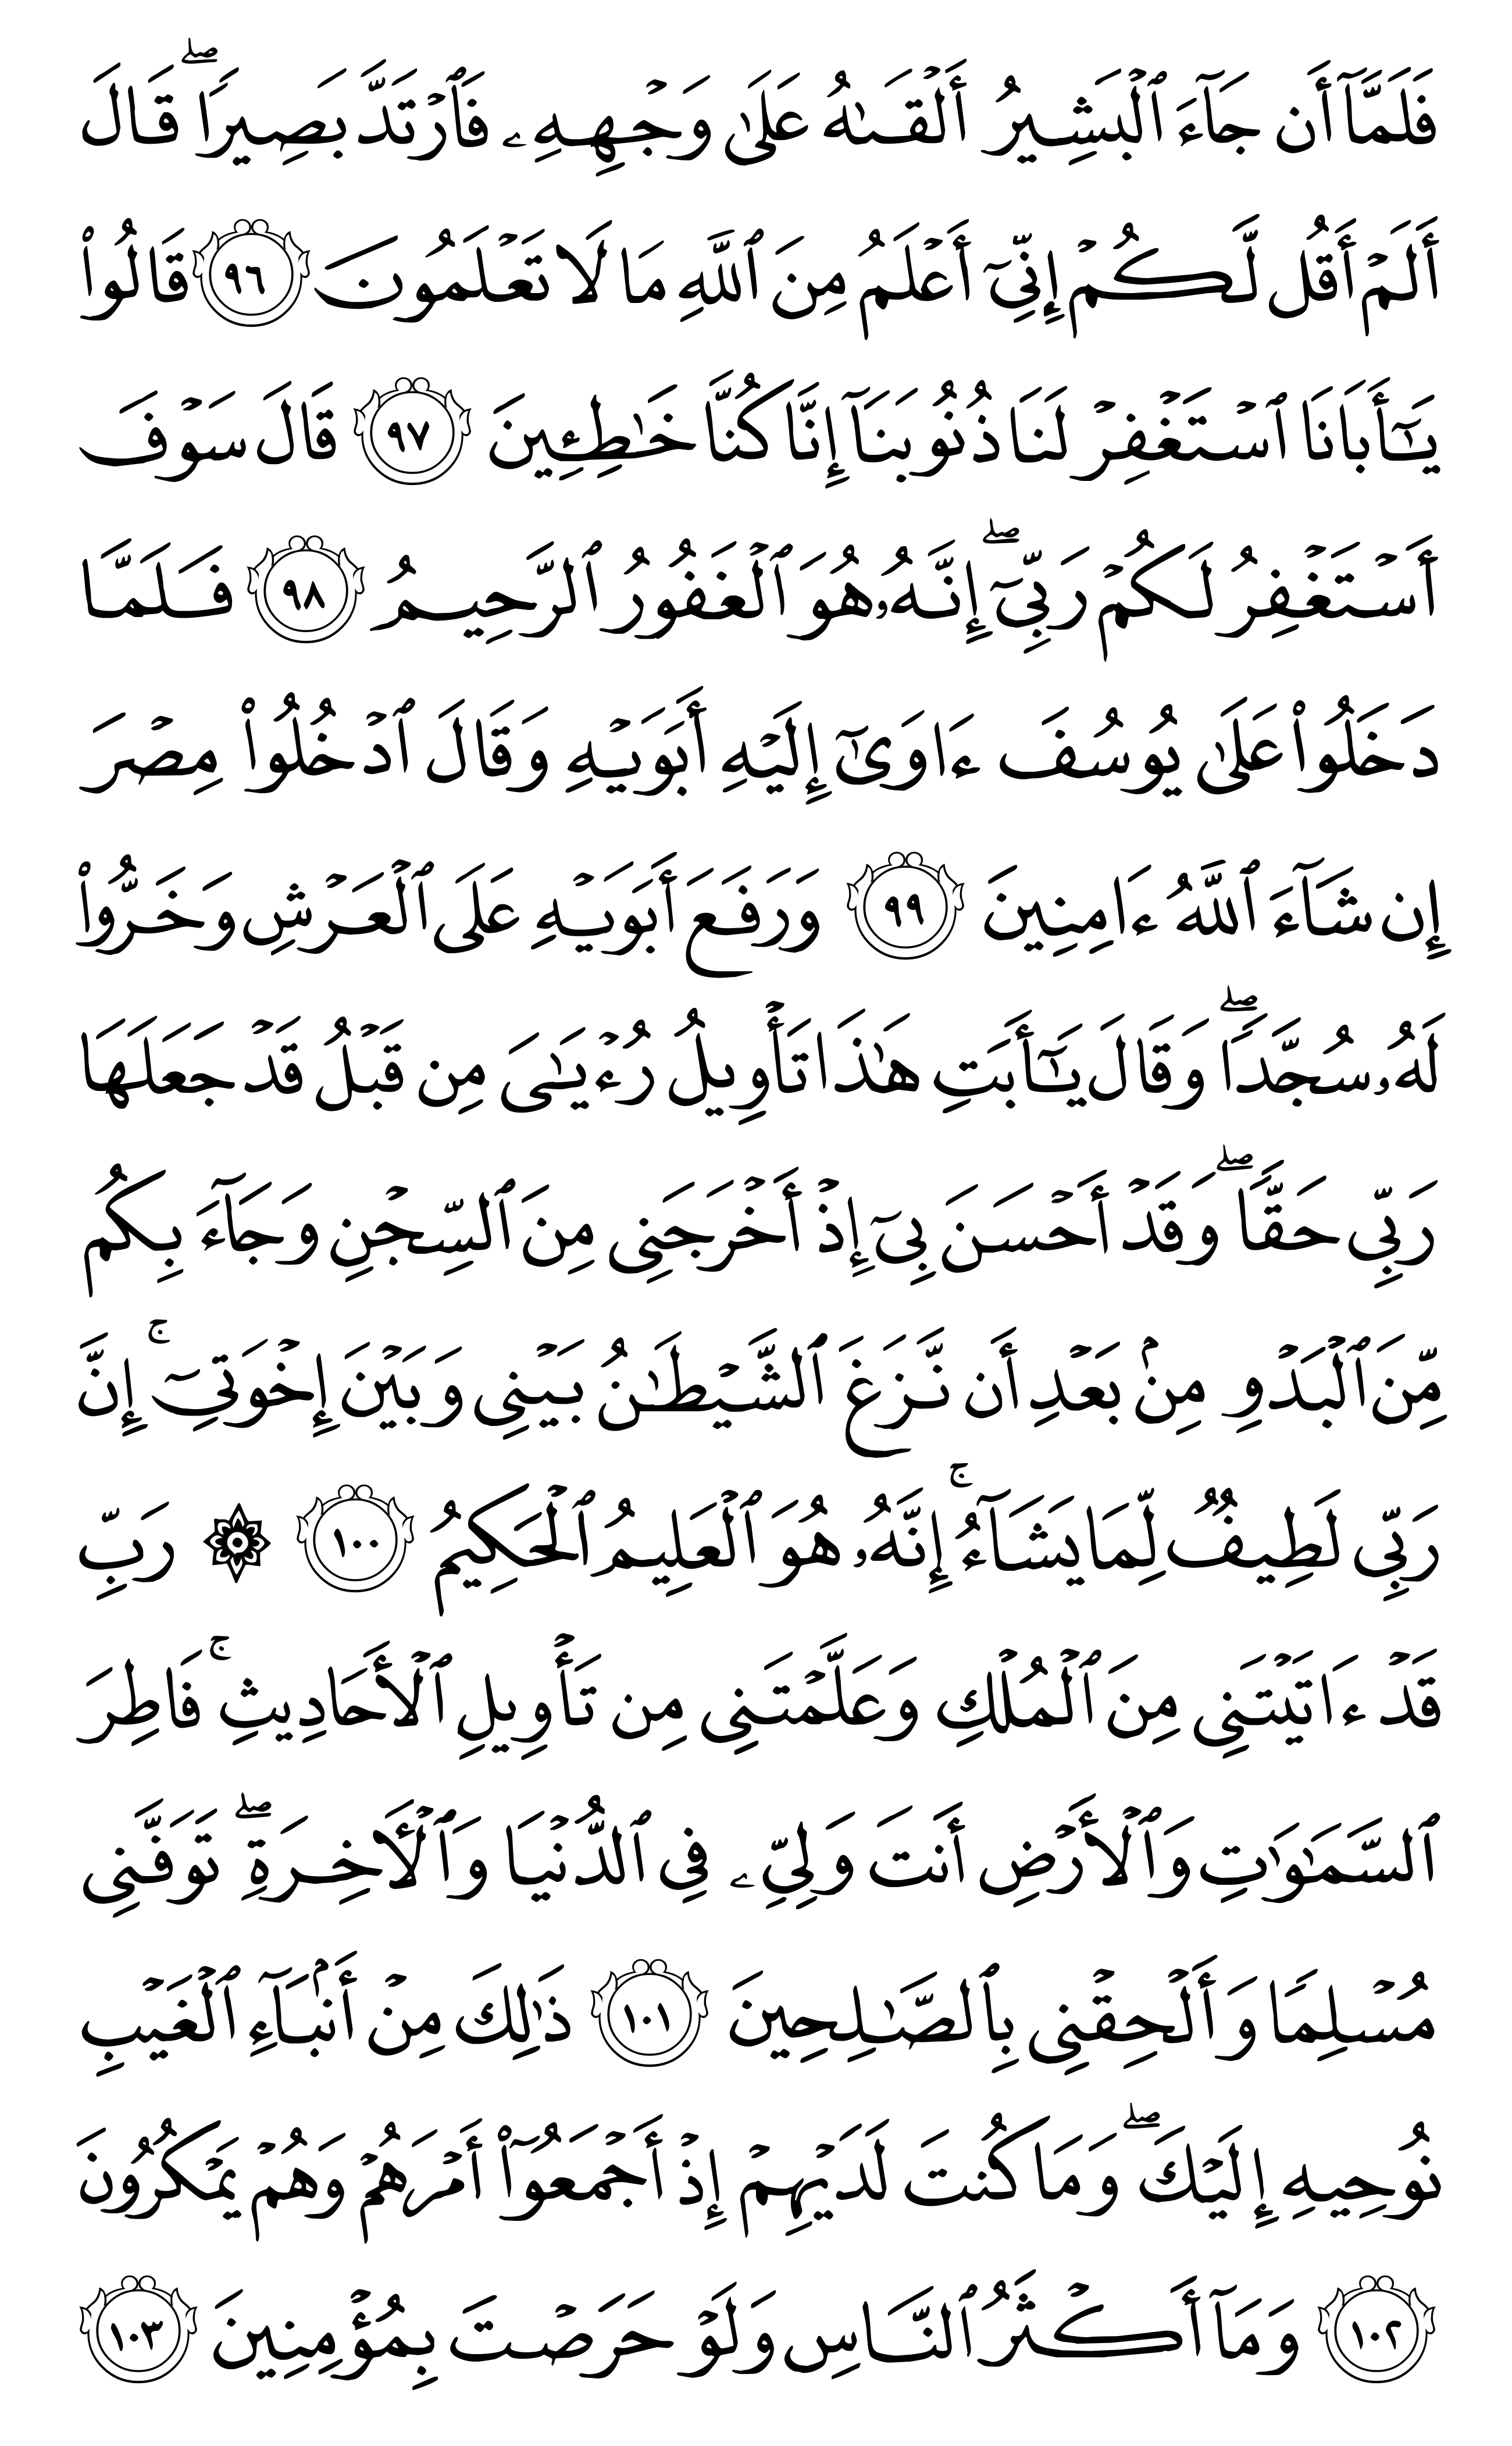 فَلَمَّآ أَن جَآءَ ٱلْبَشِيرُ أَلْقَىٰهُ عَلَىٰ وَجْهِهِۦ فَٱرْتَدَّ بَصِيرًا ۖ قَالَ
أَلَمْ أَقُل لَّكُمْ إِنِّىٓ أَعْلَمُ مِنَ ٱللَّهِ مَا لَا تَعْلَمُونَ ٩٦ قَالُوا۟
يَـٰٓأَبَانَا ٱسْتَغْفِرْ لَنَا ذُنُوبَنَآ إِنَّا كُنَّا خَـٰطِـِٔينَ ٩٧ قَالَ سَوْفَ
أَسْتَغْفِرُ لَكُمْ رَبِّىٓ ۖ إِنَّهُۥ هُوَ ٱلْغَفُورُ ٱلرَّحِيمُ ٩٨ فَلَمَّا
دَخَلُوا۟ عَلَىٰ يُوسُفَ ءَاوَىٰٓ إِلَيْهِ أَبَوَيْهِ وَقَالَ ٱدْخُلُوا۟ مِصْرَ
إِن شَآءَ ٱللَّهُ ءَامِنِينَ ٩٩ وَرَفَعَ أَبَوَيْهِ عَلَى ٱلْعَرْشِ وَخَرُّوا۟
لَهُۥ سُجَّدًا ۖ وَقَالَ يَـٰٓأَبَتِ هَـٰذَا تَأْوِيلُ رُءْيَـٰىَ مِن قَبْلُ قَدْ جَعَلَهَا
رَبِّى حَقًّا ۖ وَقَدْ أَحْسَنَ بِىٓ إِذْ أَخْرَجَنِى مِنَ ٱلسِّجْنِ وَجَآءَ بِكُم
مِّنَ ٱلْبَدْوِ مِنۢ بَعْدِ أَن نَّزَغَ ٱلشَّيْطَـٰنُ بَيْنِى وَبَيْنَ إِخْوَتِىٓ ۚ إِنَّ
رَبِّى لَطِيفٌ لِّمَا يَشَآءُ ۚ إِنَّهُۥ هُوَ ٱلْعَلِيمُ ٱلْحَكِيمُ ١٠٠ ۞ رَبِّ
قَدْ ءَاتَيْتَنِى مِنَ ٱلْمُلْكِ وَعَلَّمْتَنِى مِن تَأْوِيلِ ٱلْأَحَادِيثِ ۚ فَاطِرَ
ٱلسَّمَـٰوَٰتِ وَٱلْأَرْضِ أَنتَ وَلِىِّۦ فِى ٱلدُّنْيَا وَٱلْـَٔاخِرَةِ ۖ تَوَفَّنِى
مُسْلِمًا وَأَلْحِقْنِى بِٱلصَّـٰلِحِينَ ١٠١ ذَٰلِكَ مِنْ أَنۢبَآءِ ٱلْغَيْبِ
نُوحِيهِ إِلَيْكَ ۖ وَمَا كُنتَ لَدَيْهِمْ إِذْ أَجْمَعُوٓا۟ أَمْرَهُمْ وَهُمْ يَمْكُرُونَ
١٠٢ وَمَآ أَكْثَرُ ٱلنَّاسِ وَلَوْ حَرَصْتَ بِمُؤْمِنِينَ ١٠٣